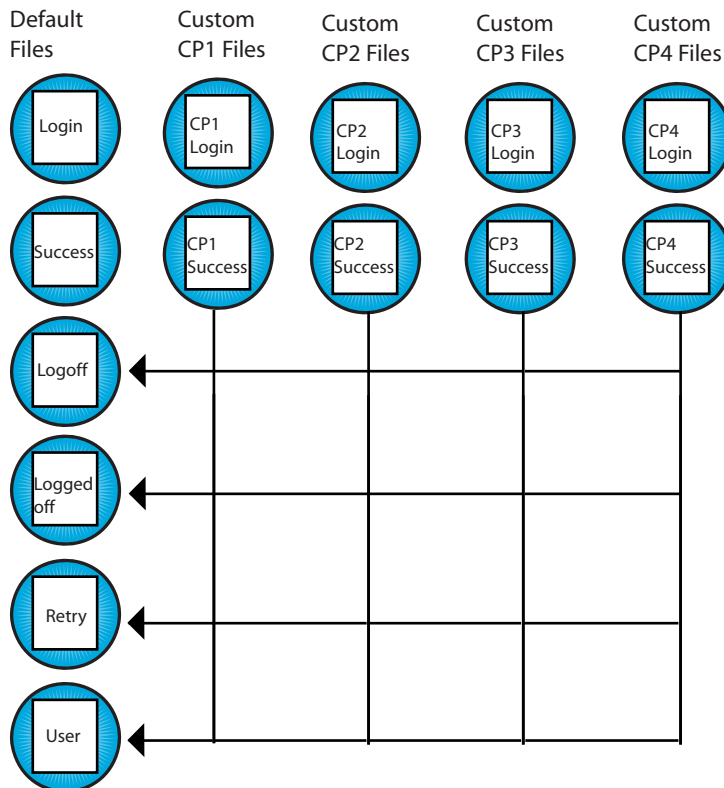 Default
Files
Custom
CP1 Files
Custom
CP2 Files
Custom
CP3 Files
Custom
CP4 Files
Login
CP1
Login
CP2
Login
CP3
Login
CP4
Login
Success
CP1
Success
CP2
Success
CP3
Success
CP4
Success
Logoff
Logged
off
Retry
User